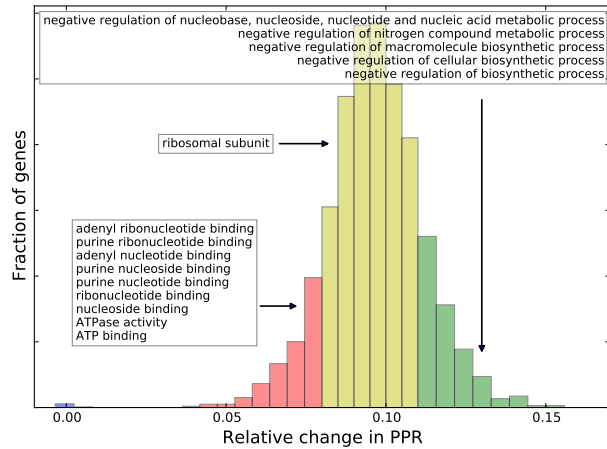 negative regulation of nucleobase, nucleoside, nucleotide and nucleic acid metabolic process
negative regulation of nitrogen compound metabolic process
negative regulation of macromolecule biosynthetic process
negative regulation of cellular biosynthetic process
negative regulation of biosynthetic process
ribosomal subunit
adenyl ribonucleotide binding
purine ribonucleotide binding
adenyl nucleotide binding
purine nucleoside binding
purine nucleotide binding
ribonucleotide binding
nucleoside binding
ATPase activity
ATP binding
Fraction of genes
0.00 0.05 0.10 0.15
Relative change in PPR